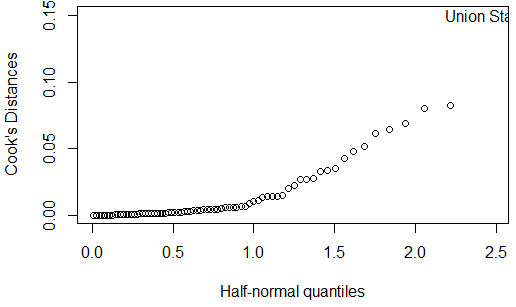 Union Sta
0.15
0.10
0.05
0.00
Cook's Distances
0.0 0.5 1.0 1.5 2.0 2.5
Half-normal quantiles